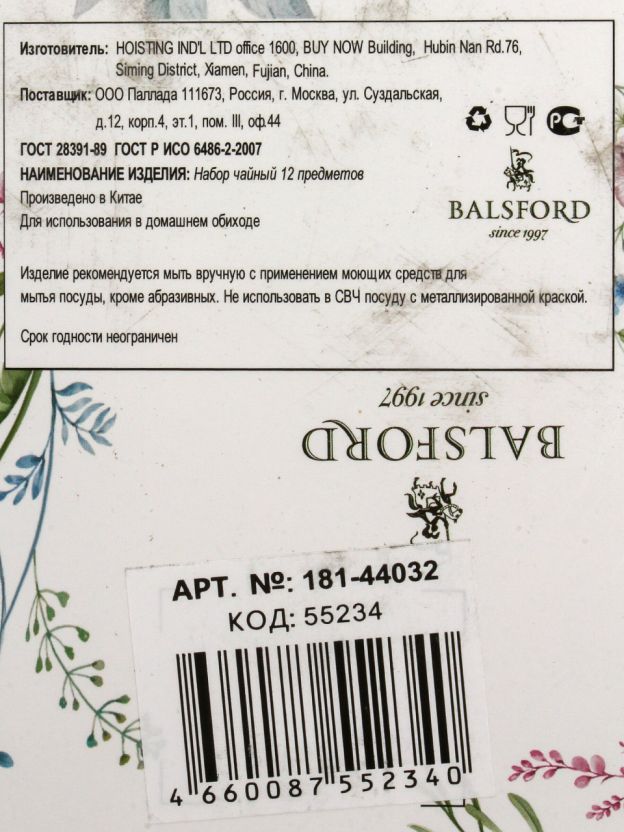 Изготовитель: HOISTING IND'L LTD office 1600, BUY NOW Building, Hubin Nan Rd.76,
Siming District, Xiamen, Fujian, China.
Поставщик: ООО Паллада 111673, Россия, г. Москва, ул. Суздальская,
д.12, корп.4, эт.1, пом. III, оф.44
ГОСТ 28391-89 ГОСТ Р ИСО 6486-2-2007
НАИМЕНОВАНИЕ ИЗДЕЛИЯ: Набор чайный 12 предметов
Произведено в Китае
Для использования в домашнем обиходе
РСТ
BALSFORD
since 1997
Изделие рекомендуется мыть вручную с применением моющих средств для
мытья посуды, кроме абразивных. Не использовать в СВЧ посуду с металлизированной краской.
Срок годности неограничен
BALSFORD
since 1997
АРТ. №: 181-44032
КОД: 55234
4 660087 552340